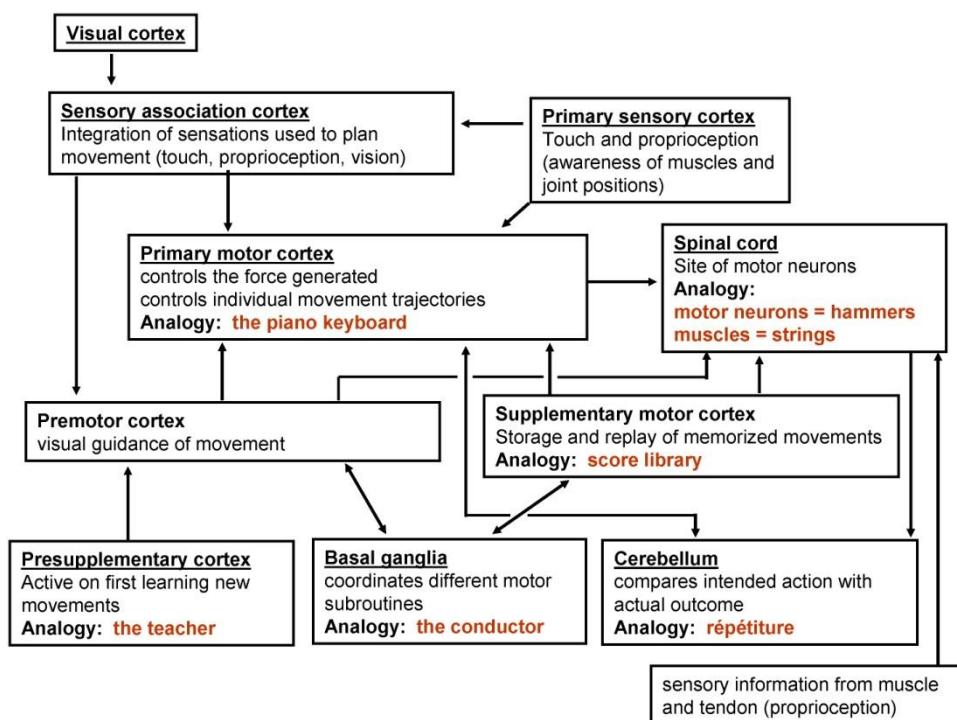 Visual cortex
Sensory association cortex
Integration of sensations used to plan
movement (touch, proprioception, vision)
Primary sensory cortex
Touch and proprioception
(awareness of muscles and
joint positions)
Primary motor cortex
controls the force generated
controls individual movement trajectories
Analogy: the piano keyboard
Spinal cord
Site of motor neurons
Analogy:
motor neurons = hammers
muscles = strings
Premotor cortex
visual guidance of movement
Supplementary motor cortex
Storage and replay of memorized movements
Analogy: score library
Presupplementary cortex
Active on first learning new
movements
Analogy: the teacher
Basal ganglia
coordinates different motor
subroutines
Analogy: the conductor
Cerebellum
compares intended action with
actual outcome
Analogy: répétiture
sensory information from muscle
and tendon (proprioception)